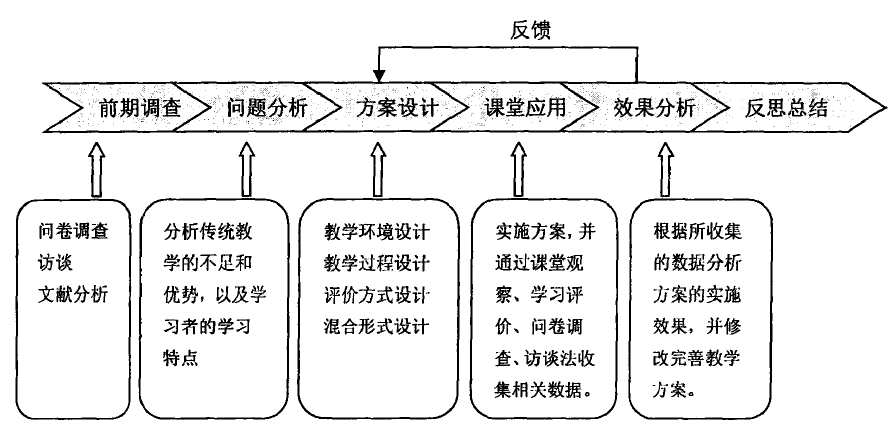 反馈
前期调查
问题分析
方案设计
课堂应用
效果分析
反思总结
问卷调查
访谈
文献分析
分析传统教
学的不足和
优势，以及学
习者的学习
特点
教学环境设计
教学过程设计
评价方式设计
混合形式设计
实施方案，并
通过课堂观
察、学习评
价、问卷调
查、访谈法收
集相关数据。
根据所收集
的数据分析
方案的实施
效果，并修
改完善教学
方案。